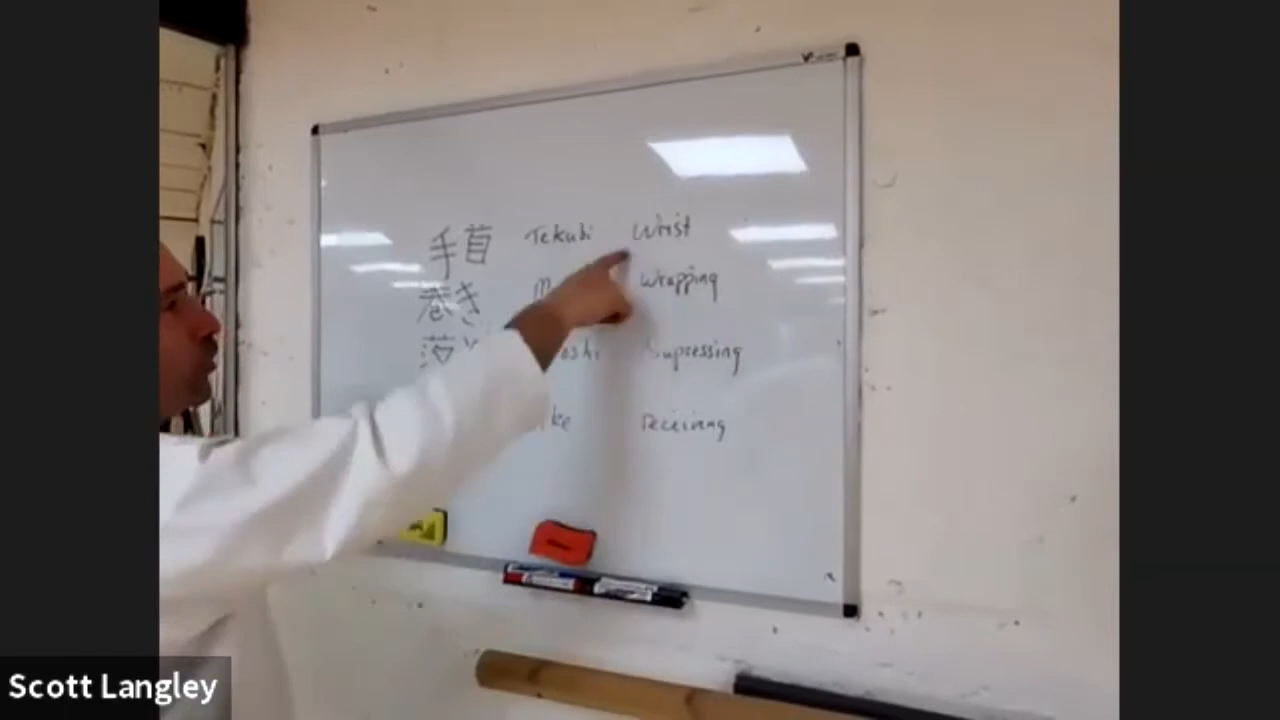 手首 Tekubi Wrist
巻き wrapping
落 oshi Supressing
ke receiving
Scott Langley